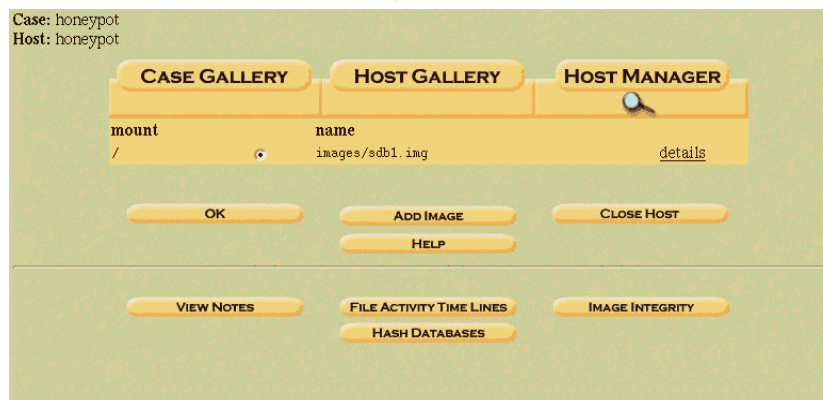 Case: honeypot
Host: honeypot
CASE GALLERY HOST GALLERY HOST MANAGER
mount name
/ images/sdb1.img details
OK ADD IMAGE CLOSE HOST
HELP
VIEW NOTES FILE ACTIVITY TIME LINES IMAGE INTEGRITY
HASH DATABASES